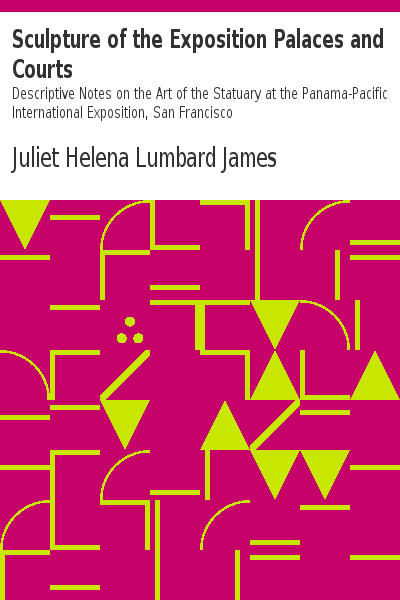 Sculpture of the Exposition Palaces and
Courts
Descriptive Notes on the Art of the Statuary at the Panama-Pacific
International Exposition, San Francisco
Juliet Helena Lumbard James